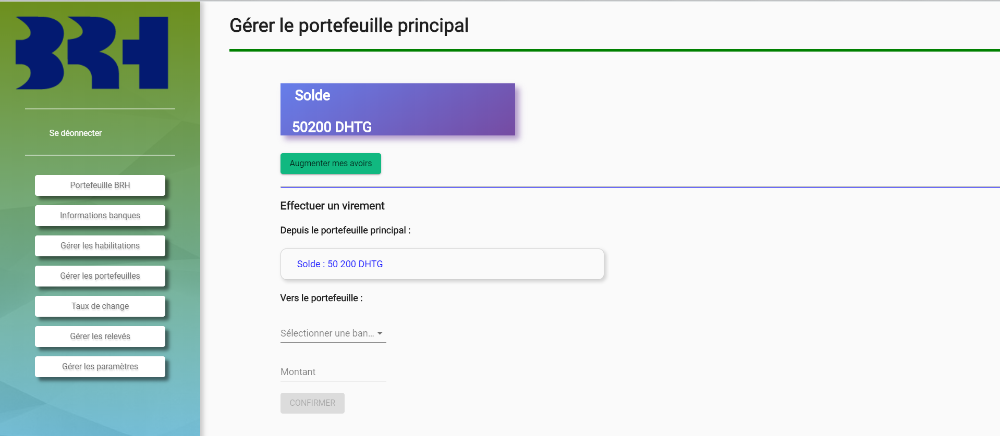 BRH
Se déonnecter
Portefeuille BRH
Informations banques
Gérer les habilitations
Gérer les portefeuilles
Taux de change
Gérer les relevés
Gérer les paramètres
Gérer le portefeuille principal
Solde
50200 DHTG
Augmenter mes avoirs
Effectuer un virement
Depuis le portefeuille principal :
Solde : 50 200 DHTG
Vers le portefeuille :
Sélectionner une ban...
Montant
CONFIRMER